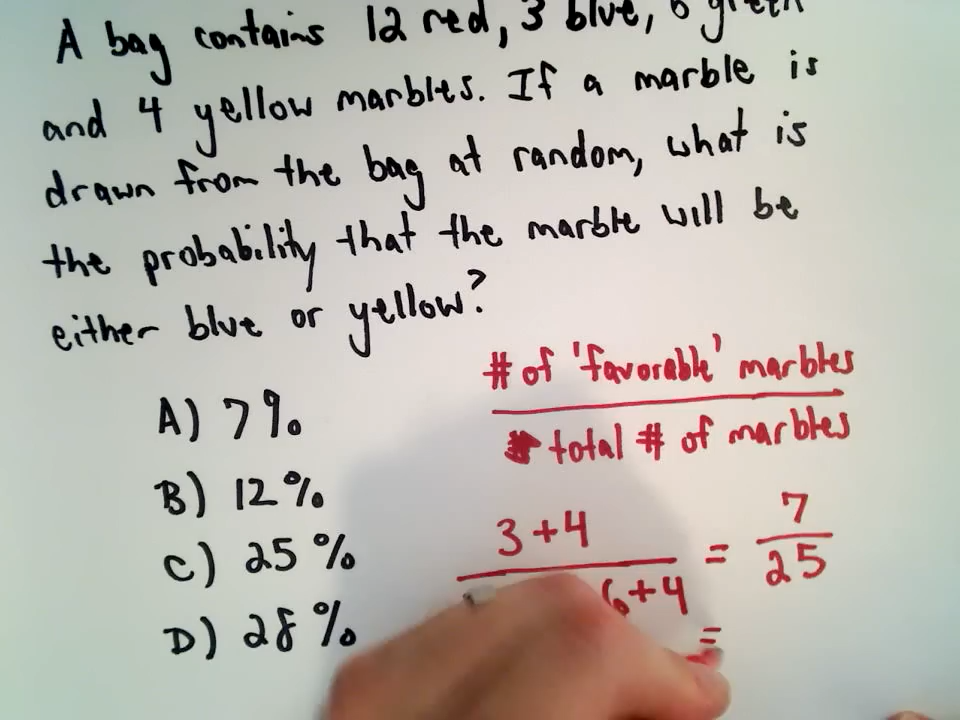 A bag contains 12 red, 3 blue, 6 green
and 4 yellow marbles. If a marble is
drawn from the bag at random, what is
the probability that the marble will be
either blue or yellow?
# of 'favorable' marbles
total # of marbles
A) 7%
B) 12%
C) 25%
D) 28%
3+4 = 7
6+4 25
=